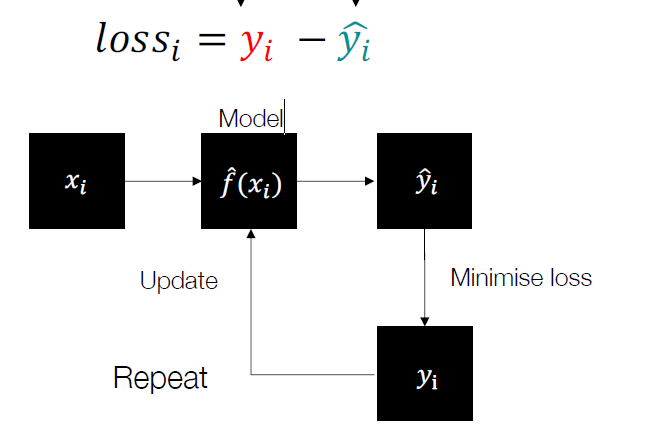 lossᵢ = yᵢ − ŷᵢ
Model
xᵢ
f̂(xᵢ)
ŷᵢ
Update
Minimise loss
Repeat
yᵢ